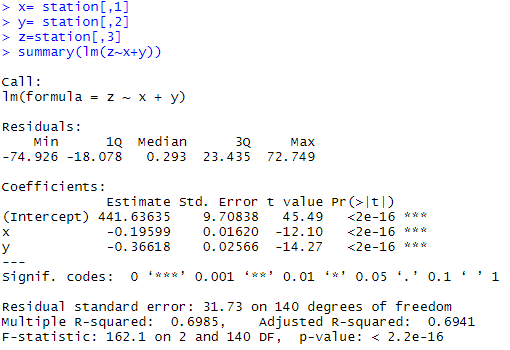 > x= station[,1]
> y= station[,2]
> z=station[,3]
> summary(lm(z~x+y))
Call:
lm(formula = z ~ x + y)
Residuals:
    Min      1Q  Median      3Q     Max
-74.926 -18.078   0.293  23.435  72.749
Coefficients:
             Estimate Std. Error t value Pr(>|t|)
(Intercept) 441.63635    9.70838   45.49   <2e-16 ***
x            -0.19599    0.01620  -12.10   <2e-16 ***
y            -0.36618    0.02566  -14.27   <2e-16 ***
---
Signif. codes:  0 ‘***’ 0.001 ‘**’ 0.01 ‘*’ 0.05 ‘.’ 0.1 ‘ ’ 1
Residual standard error: 31.73 on 140 degrees of freedom
Multiple R-squared:  0.6985,    Adjusted R-squared:  0.6941
F-statistic: 162.1 on 2 and 140 DF,  p-value: < 2.2e-16